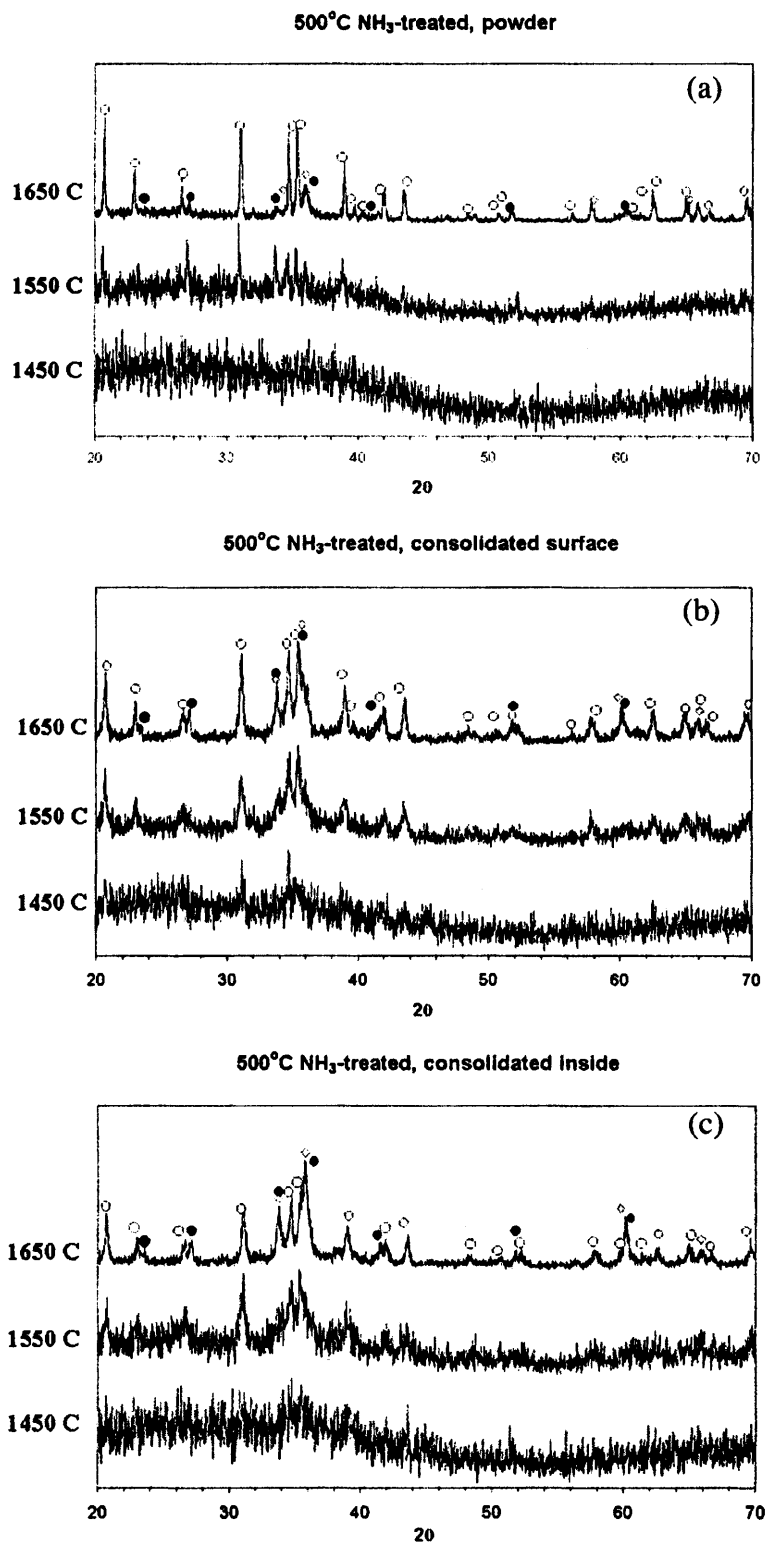 500°C NH₃-treated, powder
(a)
1650 C
1550 C
1450 C
20 30 40 50 60 70
2θ
500°C NH₃-treated, consolidated surface
(b)
1650 C
1550 C
1450 C
20 30 40 50 60 70
2θ
500°C NH₃-treated, consolidated inside
(c)
1650 C
1550 C
1450 C
20 30 40 50 60 70
2θ